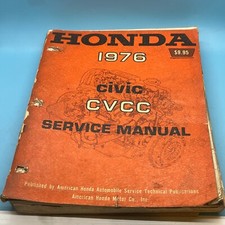 HONDA
$8.95
1976
civic
CVCC
SERVICE MANUAL
Published by American Honda Automobile Service Technical Publications
American Honda Motor Co., Inc.